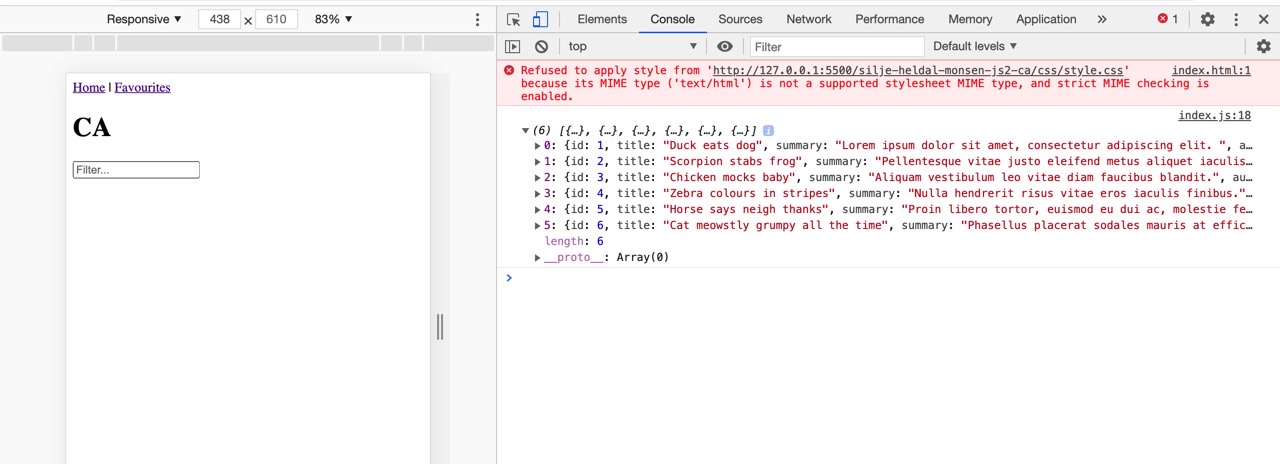 Responsive ▼ 438 × 610 83% ▼
Elements Console Sources Network Performance Memory Application » 1
top ▼ Filter Default levels ▼
Home | Favourites
CA
Filter...
Refused to apply style from 'http://127.0.0.1:5500/silje-heldal-monsen-js2-ca/css/style.css' index.html:1
because its MIME type ('text/html') is not a supported stylesheet MIME type, and strict MIME checking is
enabled.
index.js:18
▼(6) [{…}, {…}, {…}, {…}, {…}, {…}] i
▶0: {id: 1, title: "Duck eats dog", summary: "Lorem ipsum dolor sit amet, consectetur adipiscing elit. ", a…
▶1: {id: 2, title: "Scorpion stabs frog", summary: "Pellentesque vitae justo eleifend metus aliquet iaculis…
▶2: {id: 3, title: "Chicken mocks baby", summary: "Aliquam vestibulum leo vitae diam faucibus blandit.", au…
▶3: {id: 4, title: "Zebra colours in stripes", summary: "Nulla hendrerit risus vitae eros iaculis finibus."…
▶4: {id: 5, title: "Horse says neigh thanks", summary: "Proin libero tortor, euismod eu dui ac, molestie fe…
▶5: {id: 6, title: "Cat meowstly grumpy all the time", summary: "Phasellus placerat sodales mauris at effic…
length: 6
▶__proto__: Array(0)